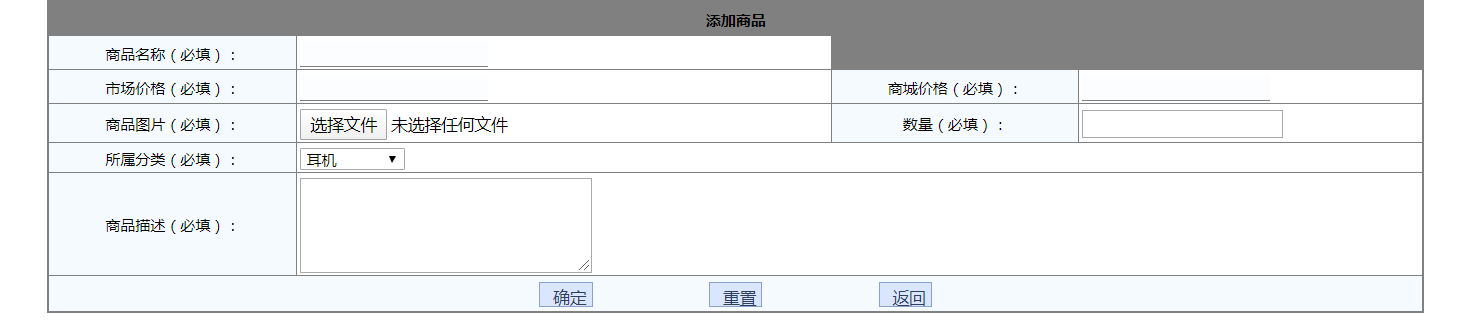 添加商品
商品名称（必填）：
市场价格（必填）： 商城价格（必填）：
商品图片（必填）： 选择文件 未选择任何文件 数量（必填）：
所属分类（必填）： 耳机
商品描述（必填）：
确定 重置 返回